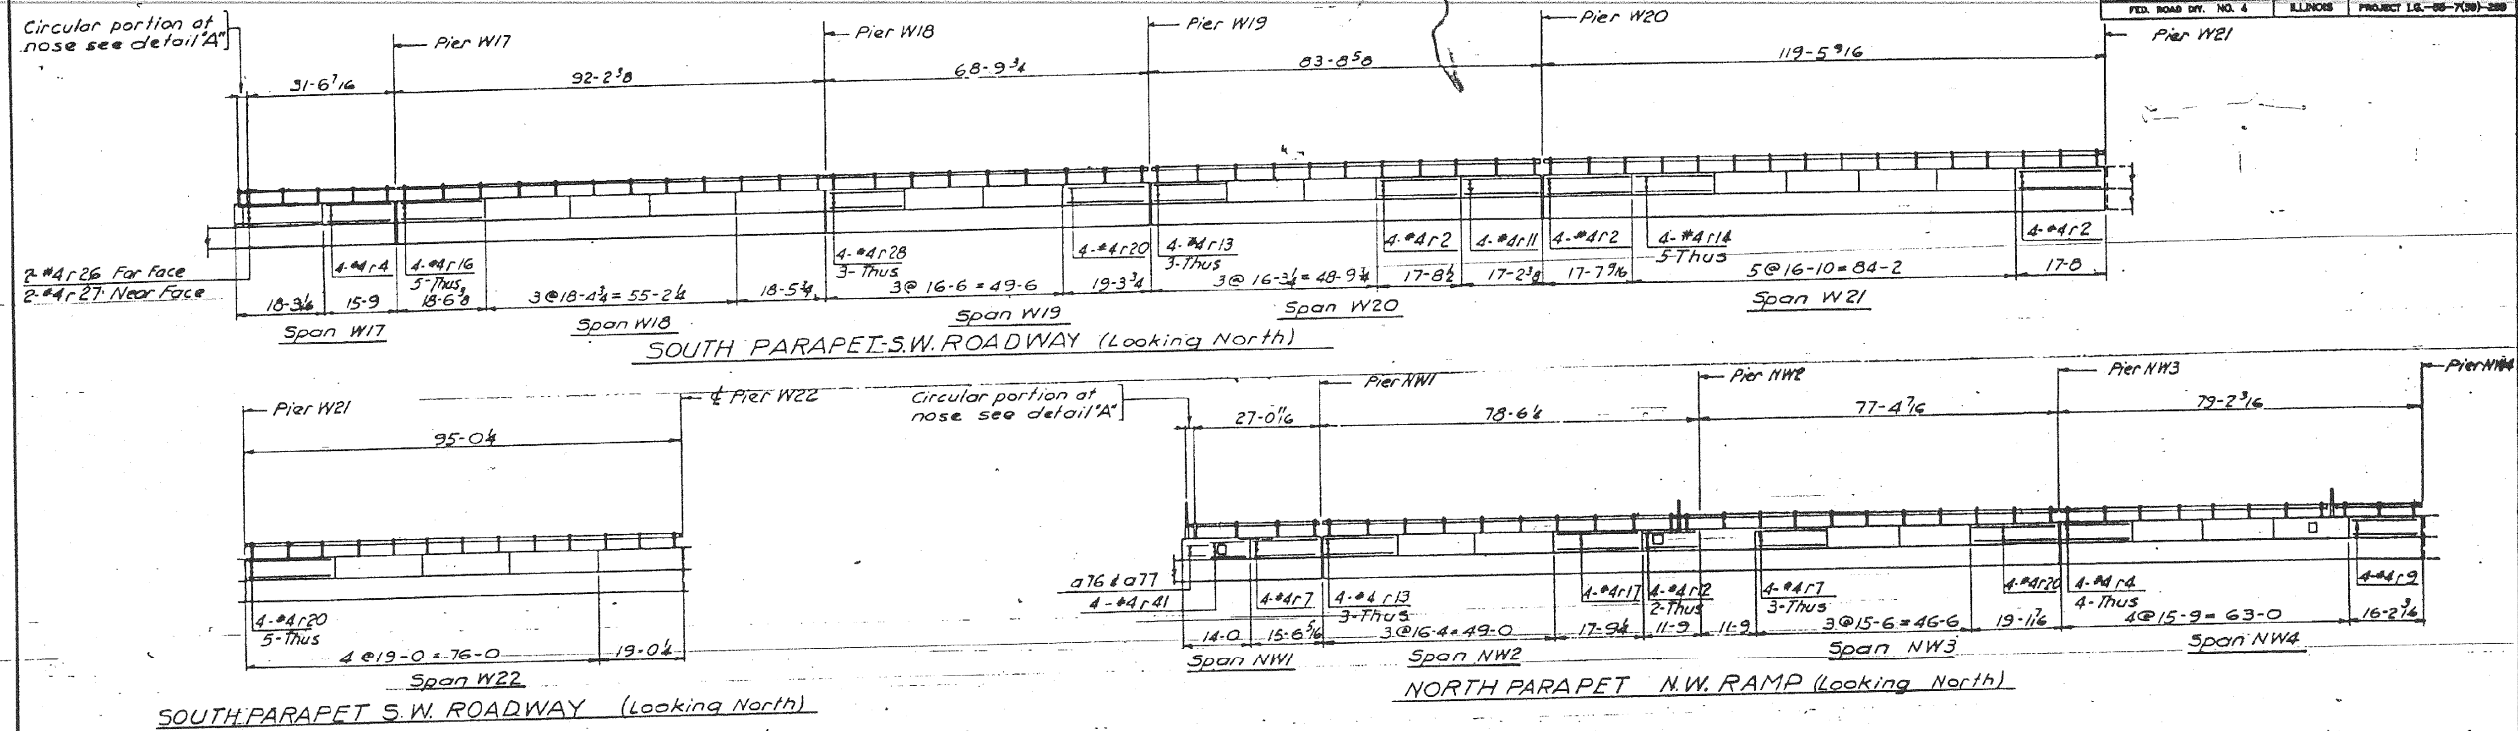 FED. ROAD DIV. NO. 4 ILLINOIS PROJECT
Circular portion at
nose see detail "A"
Pier W17
Pier W18
Pier W19
Pier W20
Pier W21
31-6 7/16
92-2 3/8
68-9 3/4
83-8 5/8
119-5 9/16
2-#4r26 Far Face
2-#4r27 Near Face
4-#4r4
4-#4r16
5-Thus
4-#4r28
3-Thus
4-#4r20
4-#4r13
3-Thus
4-#4r2
4-#4r11
4-#4r2
4-#4r14
5-Thus
4-#4r2
15-9
18-6 3/8
3@18-4 3/4=55-2 1/4
18-5 3/4
3@ 16-6 = 49-6
19-3 3/4
3@ 16-3 1/4= 48-9 3/4
17-8 1/2
17-2 3/8
17-7 9/16
5@16-10=84-2
17-8
Span W17
Span W18
Span W19
Span W20
Span W21
SOUTH PARAPET-S.W. ROADWAY (Looking North)
Pier W21
℄ Pier W22
95-0 1/4
4-#4r20
5-Thus
4@19-0=76-0
19-0 1/4
Span W22
SOUTH PARAPET S.W. ROADWAY (Looking North)
Circular portion at
nose see detail "A"
Pier NW1
Pier NW2
Pier NW3
Pier NW4
27-0 11/16
77-4 7/16
79-2 3/16
a76 & a77
4-#4r41
4-#4r7
4-#4 r13
3-Thus
4-#4r17
4-#4r12
2-Thus
4-#4r7
3-Thus
4-#4r20
4-#4r4
4-Thus
4-#4r9
14-0
15-6 5/16
3@16-4=49-0
17-9 1/4
11-9
11-9
3@15-6=46-6
19-1 7/16
4@15-9=63-0
16-2 3/16
Span NW1
Span NW2
Span NW3
Span NW4
NORTH PARAPET N.W. RAMP (Looking North)